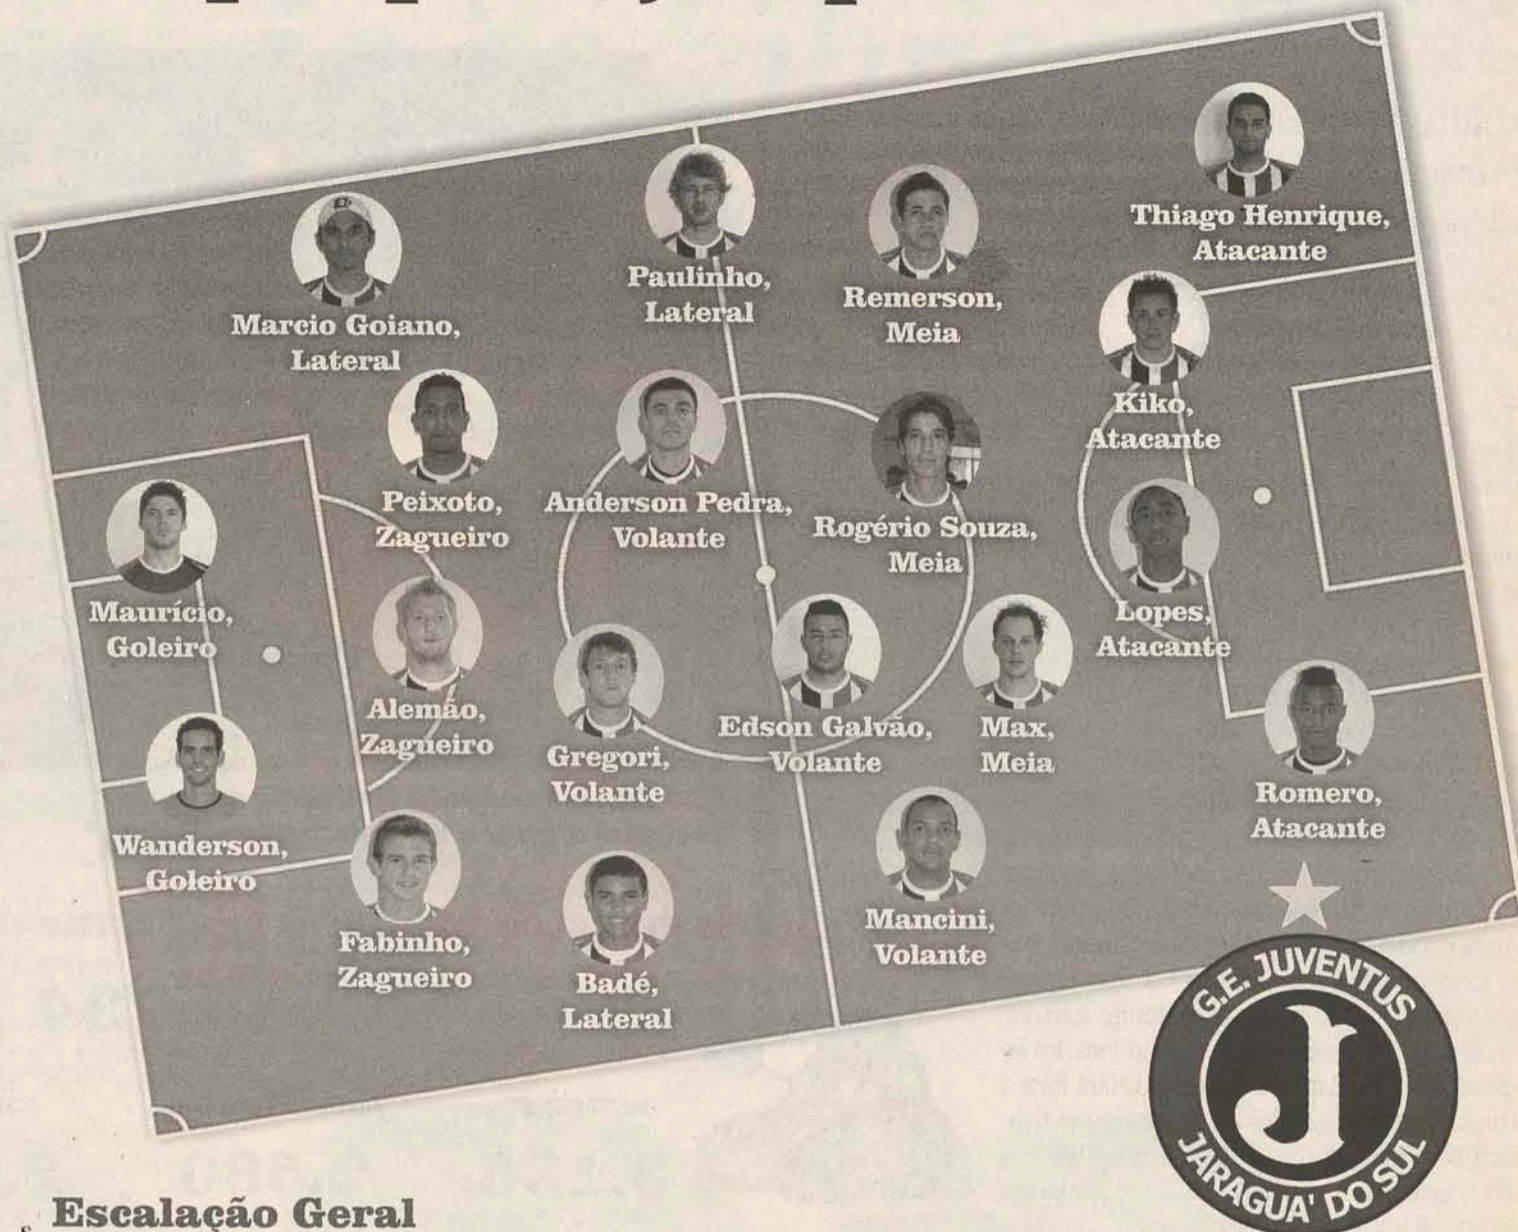 Thiago Henrique,
Atacante
Paulinho,
Lateral
Remerson,
Meia
Marcio Goiano,
Lateral
Kiko,
Atacante
Peixoto,
Zagueiro
Anderson Pedra,
Volante
Rogério Souza,
Meia
Maurício,
Goleiro
Lopes,
Atacante
Alemão,
Zagueiro
Gregori,
Volante
Edson Galvão,
Volante
Max,
Meia
Romero,
Atacante
Wanderson,
Goleiro
Fabinho,
Zagueiro
Badé,
Lateral
Mancini,
Volante
G.E. JUVENTUS
J
JARAGUA' DO SUL
Escalação Geral